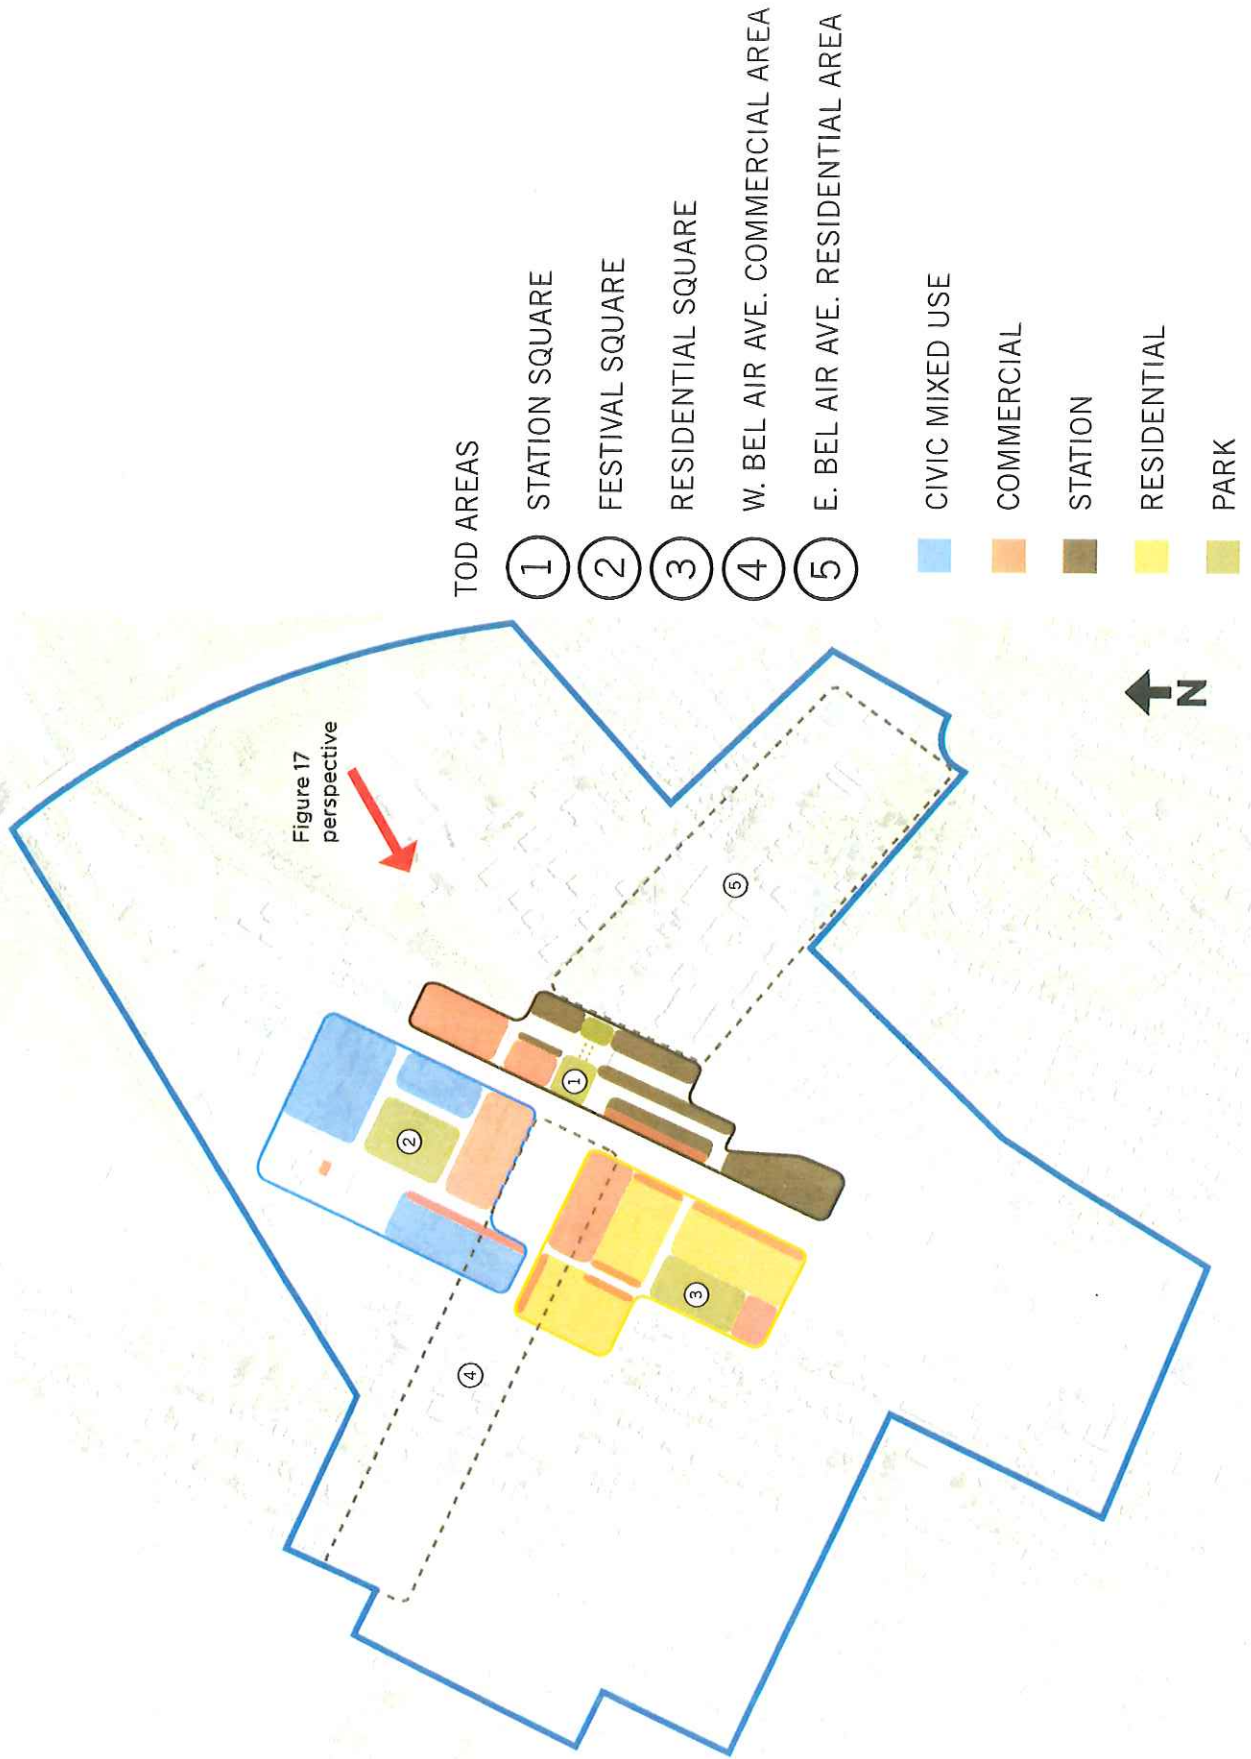 Figure 17
perspective
1
2
3
4
5
TOD AREAS
1 STATION SQUARE
2 FESTIVAL SQUARE
3 RESIDENTIAL SQUARE
4 W. BEL AIR AVE. COMMERCIAL AREA
5 E. BEL AIR AVE. RESIDENTIAL AREA
CIVIC MIXED USE
COMMERCIAL
STATION
RESIDENTIAL
PARK
N